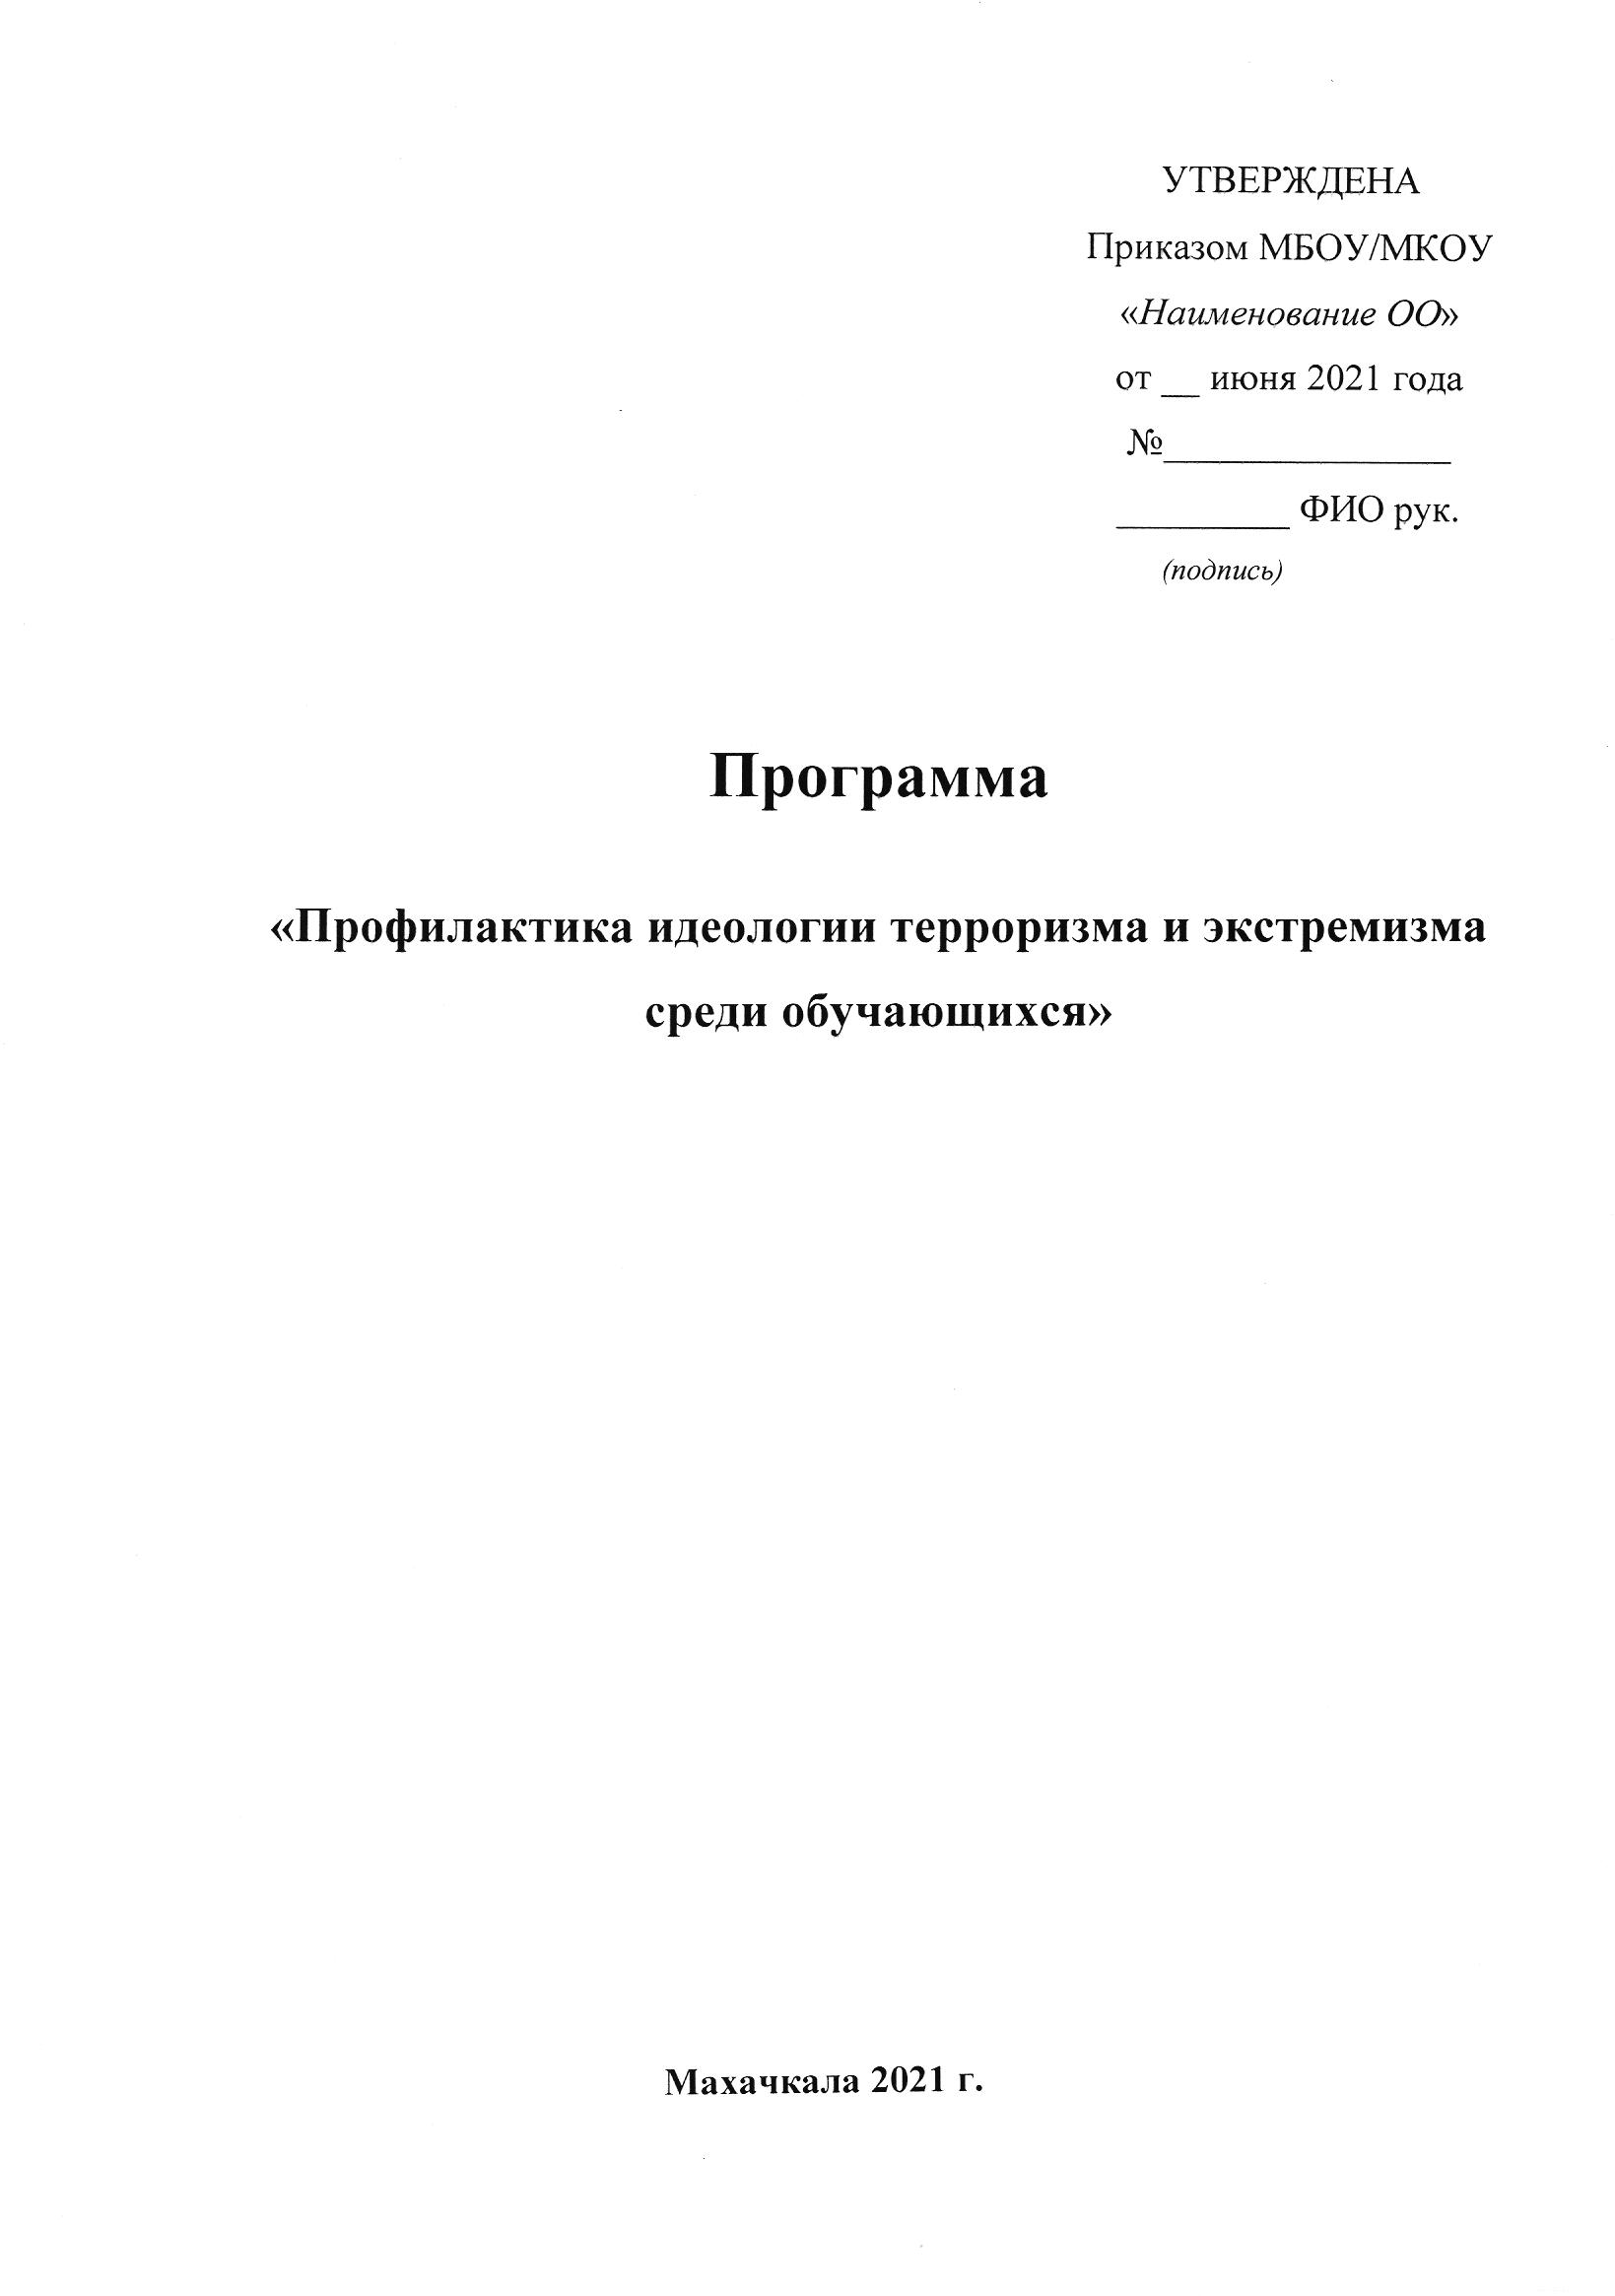 УТВЕРЖДЕНА
Приказом МБОУ/МКОУ
«Наименование ОО»
от __ июня 2021 года
№_______________
_________ ФИО рук.
(подпись)
Программа
«Профилактика идеологии терроризма и экстремизма
среди обучающихся»
Махачкала 2021 г.